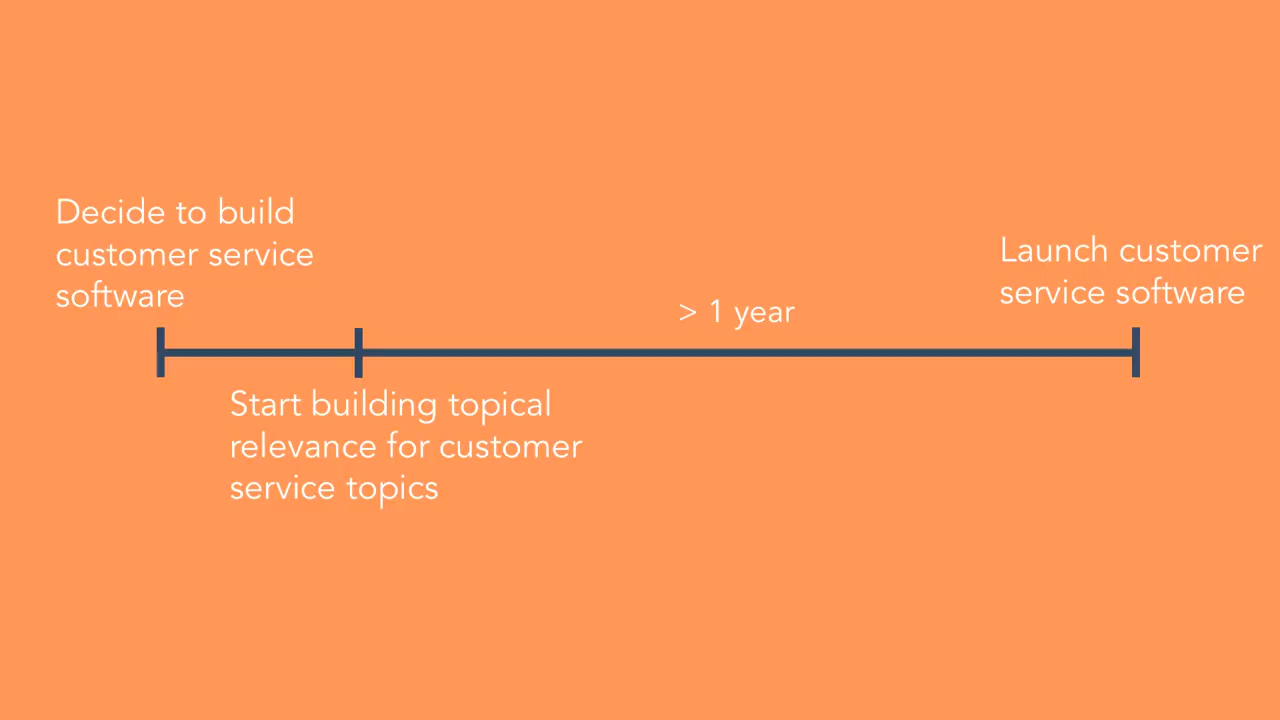 Decide to build
customer service
software
Launch customer
service software
> 1 year
Start building topical
relevance for customer
service topics